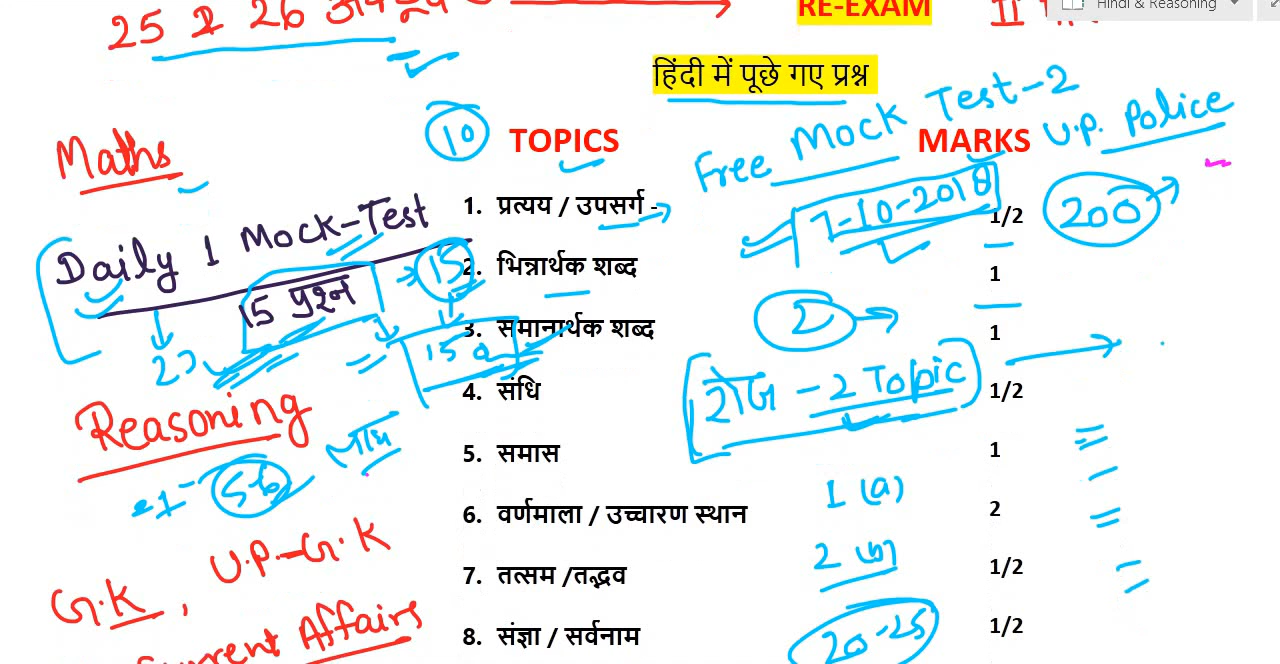 25 व 26 अक्टूबर
RE-EXAM
II
Hindi & Reasoning
हिंदी में पूछे गए प्रश्न
Free Mock Test-2
U.P. Police
Maths
10
TOPICS
MARKS
7-10-2018
200
1. प्रत्यय / उपसर्ग -
1/2
Daily 1 Mock-Test
15 प्रश्न
15
2. भिन्नार्थक शब्द
1
2
3. समानार्थक शब्द
1
15 Q
रोज - 2 Topic
4. संधि
1/2
Reasoning
5. समास
1
56 लाख
1 (a)
6. वर्णमाला / उच्चारण स्थान
2
G.K, U.P.-G.K
7. तत्सम /तद्भव
1/2
Current Affairs
8. संज्ञा / सर्वनाम
1/2
20-25